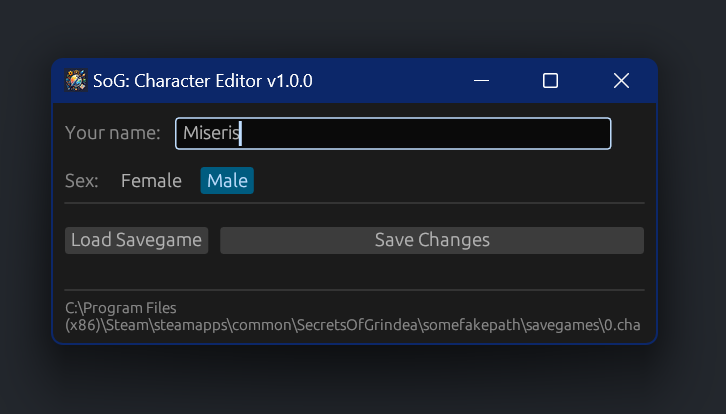 SoG: Character Editor v1.0.0
Your name: Miseris
Sex: Female Male
Load Savegame Save Changes
C:\Program Files
(x86)\Steam\steamapps\common\SecretsOfGrindea\somefakepath\savegames\0.cha